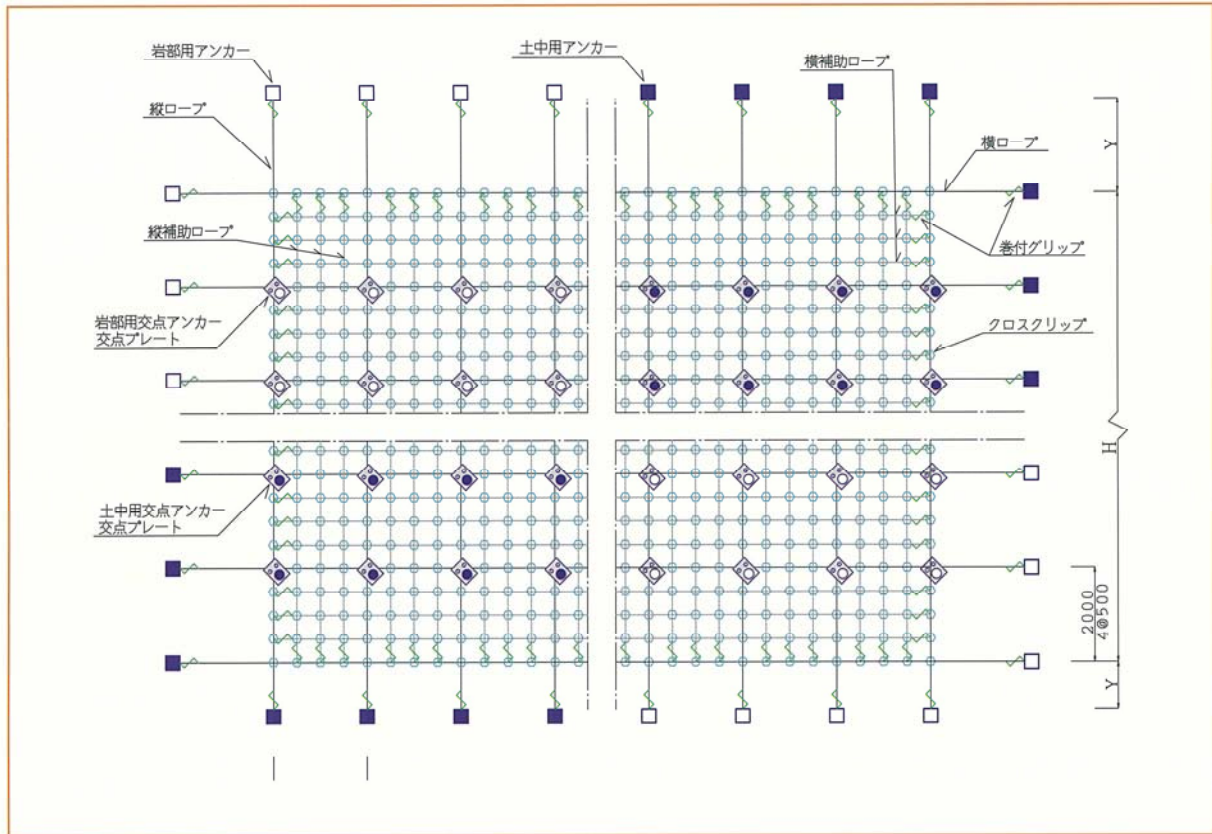 岩部用アンカー
土中用アンカー
横補助ロープ
縦ロープ
横ロープ
Y
縦補助ロープ
巻付グリップ
岩部用交点アンカー
交点プレート
クロスクリップ
H
土中用交点アンカー
交点プレート
2000
4@500
Y